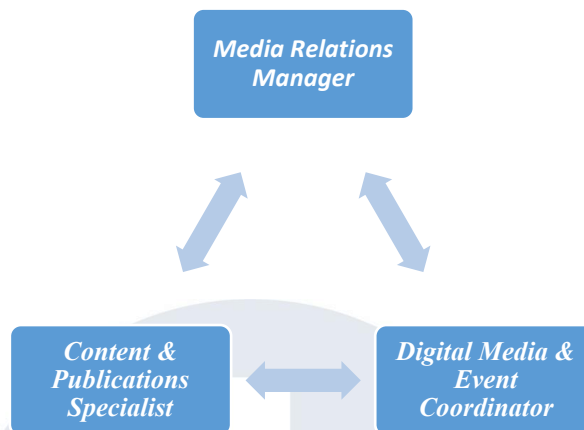 Media Relations
Manager
Content &
Publications
Specialist
Digital Media &
Event
Coordinator